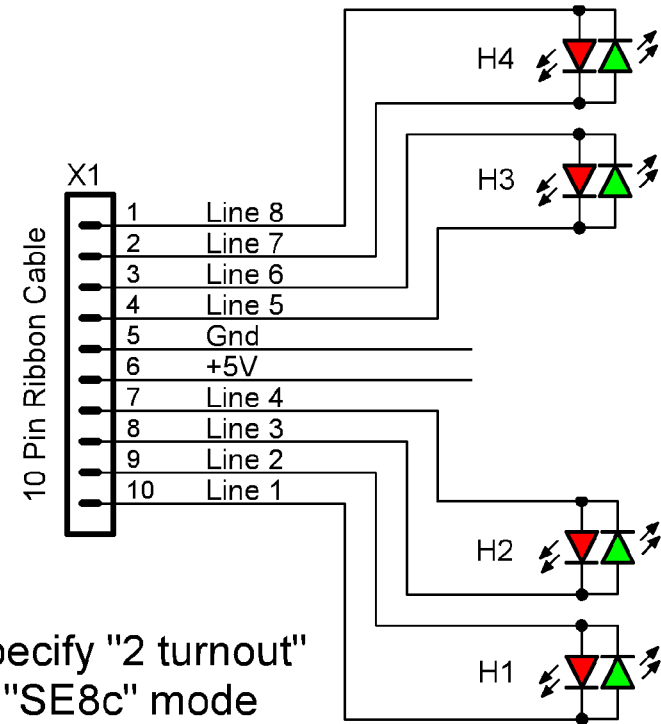 H4
H3
X1
10 Pin Ribbon Cable
1 Line 8
2 Line 7
3 Line 6
4 Line 5
5 Gnd
6 +5V
7 Line 4
8 Line 3
9 Line 2
10 Line 1
H2
H1
"2 turnout"
"SE8c" mode